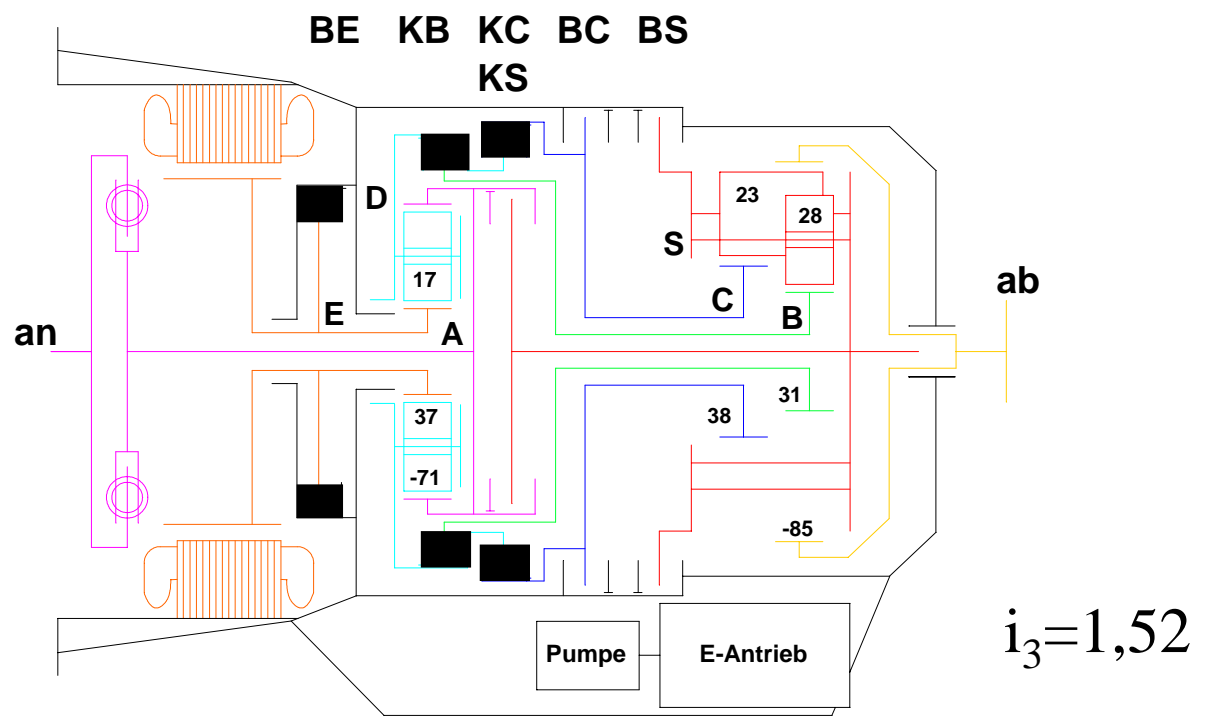 BE KB KC BC BS
KS
D
23
28
S
17
C
B
E
A
an
ab
37
38
31
-71
-85
Pumpe
E-Antrieb
i₃=1,52